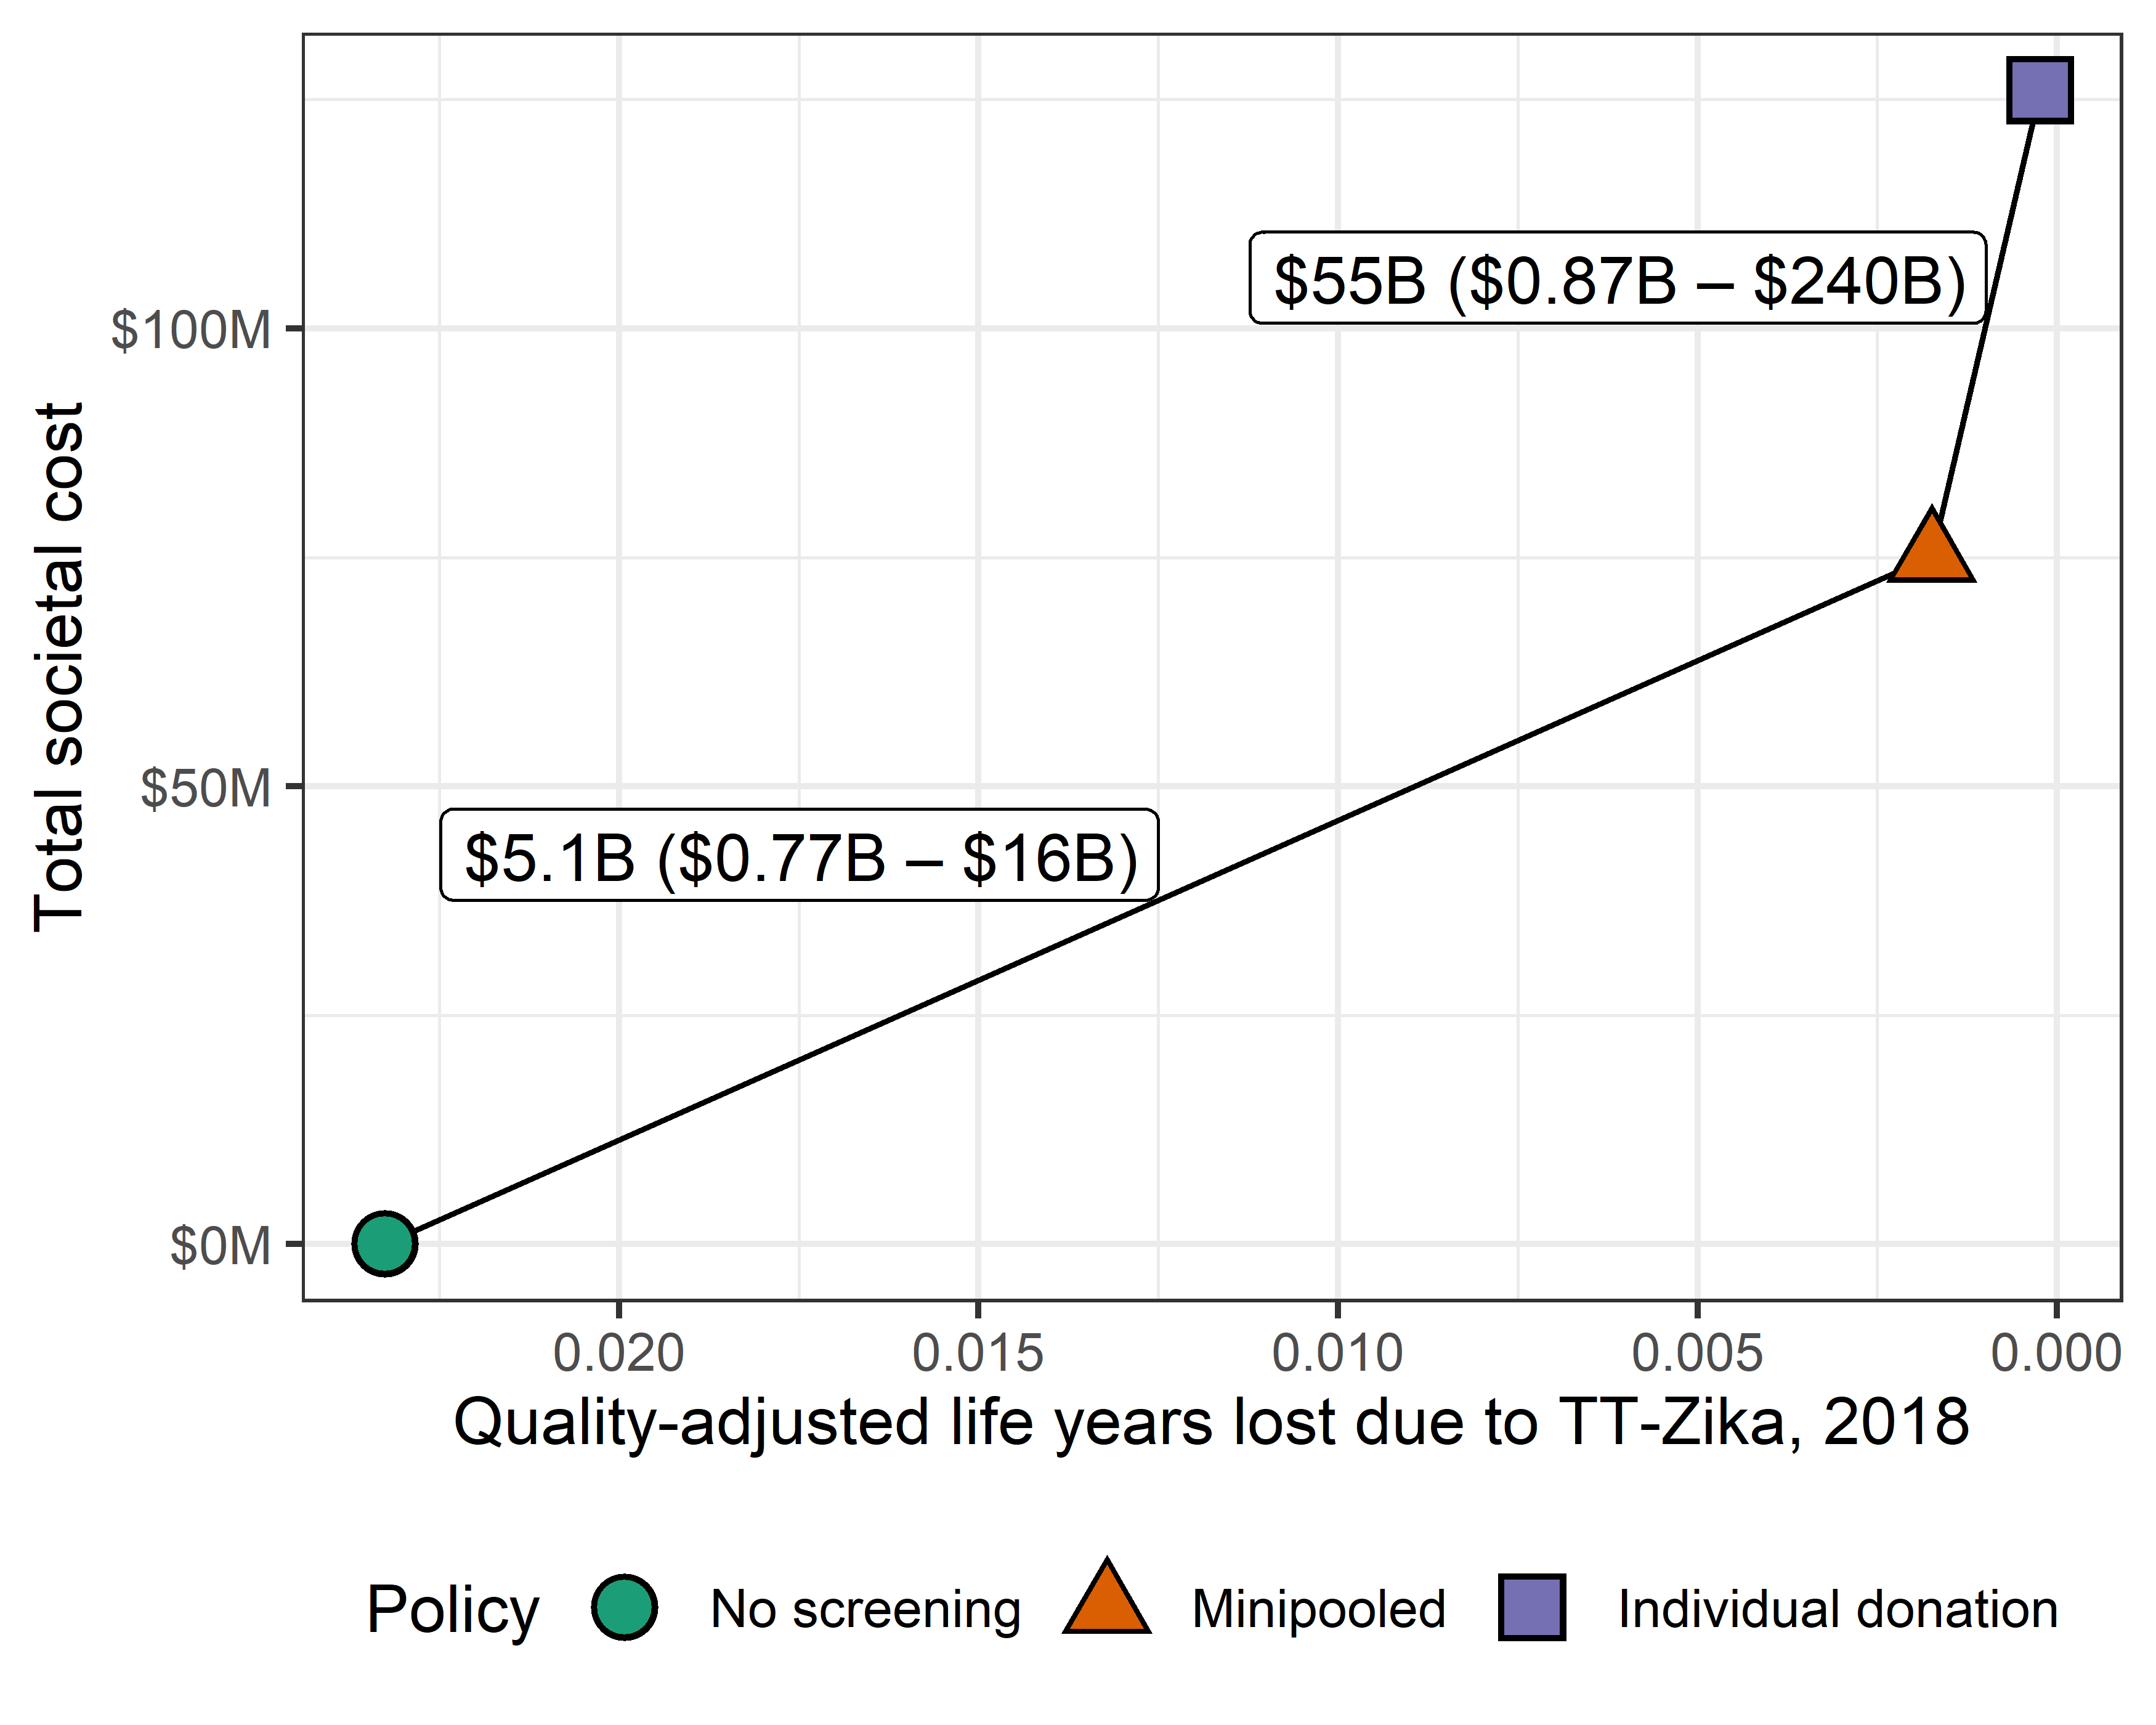 Total societal cost
$100M
$50M
$0M
$55B ($0.87B – $240B)
$5.1B ($0.77B – $16B)
0.020 0.015 0.010 0.005 0.000
Quality-adjusted life years lost due to TT-Zika, 2018
Policy No screening Minipooled Individual donation